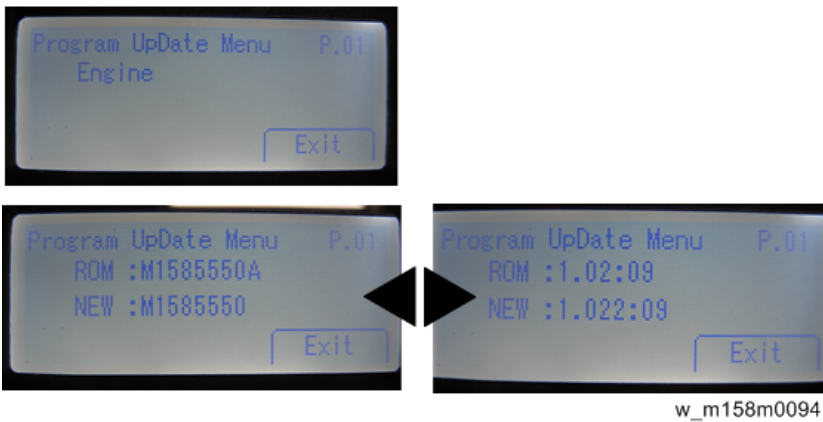 Program UpDate Menu P.01
Engine
Exit
Program UpDate Menu P.01
ROM :M1585550A
NEW :M1585550
Exit
Program UpDate Menu P.01
ROM :1.02:09
NEW :1.022:09
Exit
w_m158m0094